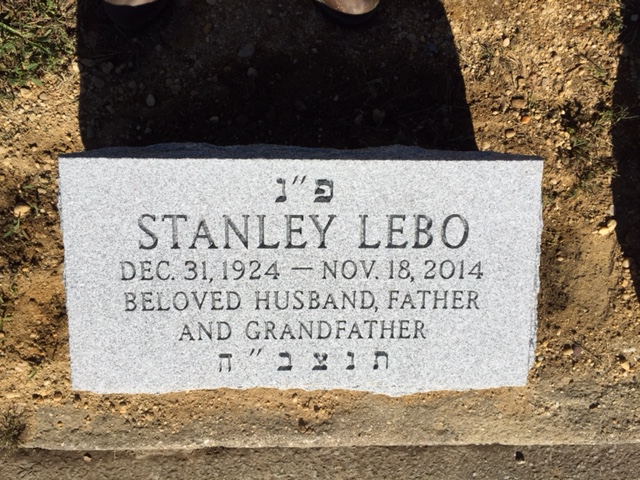 פ״נ
STANLEY LEBO
DEC. 31, 1924 — NOV. 18, 2014
BELOVED HUSBAND, FATHER
AND GRANDFATHER
תנצב״ה